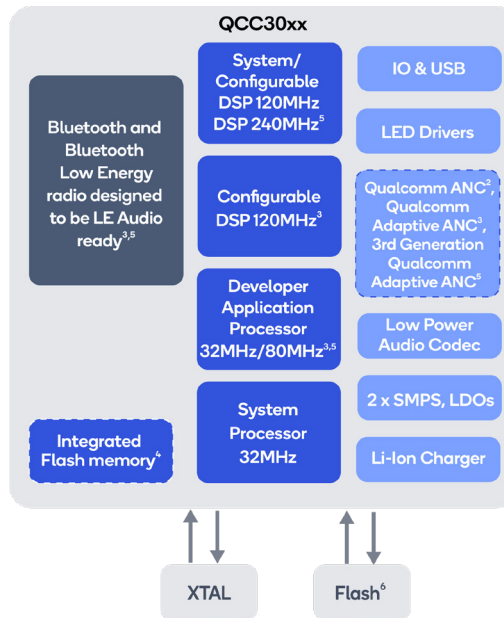 QCC30xx
Bluetooth and
Bluetooth
Low Energy
radio designed
to be LE Audio
ready³,⁵
Integrated
Flash memory⁴
System/
Configurable
DSP 120MHz
DSP 240MHz⁵
Configurable
DSP 120MHz³
Developer
Application
Processor
32MHz/80MHz³,⁵
System
Processor
32MHz
IO & USB
LED Drivers
Qualcomm ANC²,
Qualcomm
Adaptive ANC³,
3rd Generation
Qualcomm
Adaptive ANC⁵
Low Power
Audio Codec
2 x SMPS, LDOs
Li-Ion Charger
XTAL
Flash⁶